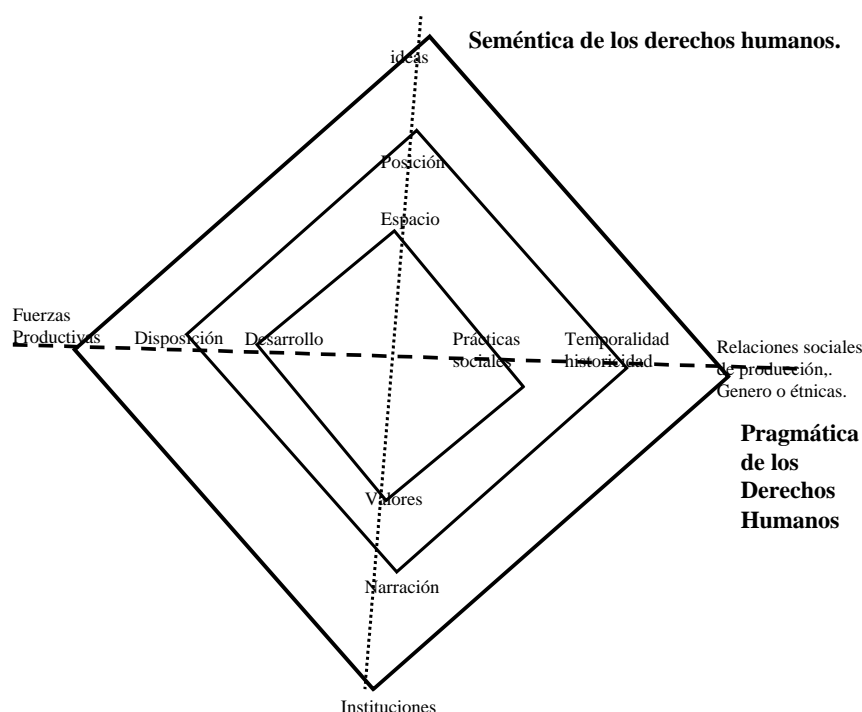 Seméntica de los derechos humanos.
ideas
Posición
Espacio
Fuerzas
Productivas
Disposición
Desarrollo
Prácticas
sociales
Temporalidad
historicidad
Relaciones sociales
de producción,.
Genero o étnicas.
Pragmática
de los
Derechos
Humanos
Valores
Narración
Instituciones